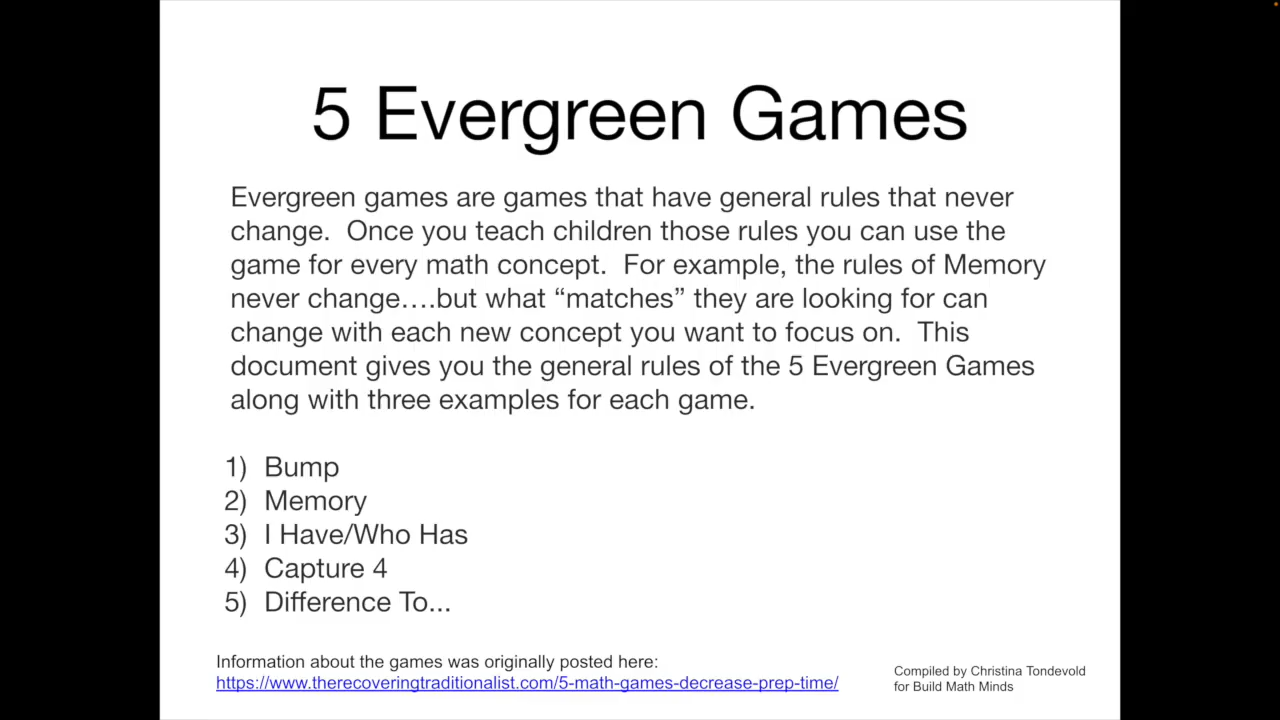 5 Evergreen Games
Evergreen games are games that have general rules that never
change.  Once you teach children those rules you can use the
game for every math concept.  For example, the rules of Memory
never change….but what “matches” they are looking for can
change with each new concept you want to focus on.  This
document gives you the general rules of the 5 Evergreen Games
along with three examples for each game.
1) Bump
2) Memory
3) I Have/Who Has
4) Capture 4
5) Difference To...
Information about the games was originally posted here:
https://www.therecoveringtraditionalist.com/5-math-games-decrease-prep-time/
Compiled by Christina Tondevold
for Build Math Minds